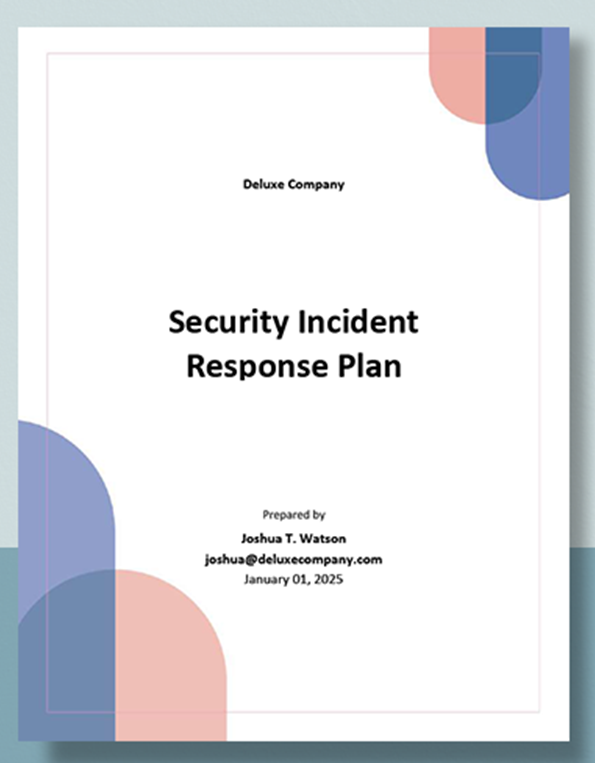 Deluxe Company
Security Incident
Response Plan
Prepared by
Joshua T. Watson
joshua@deluxecompany.com
January 01, 2025